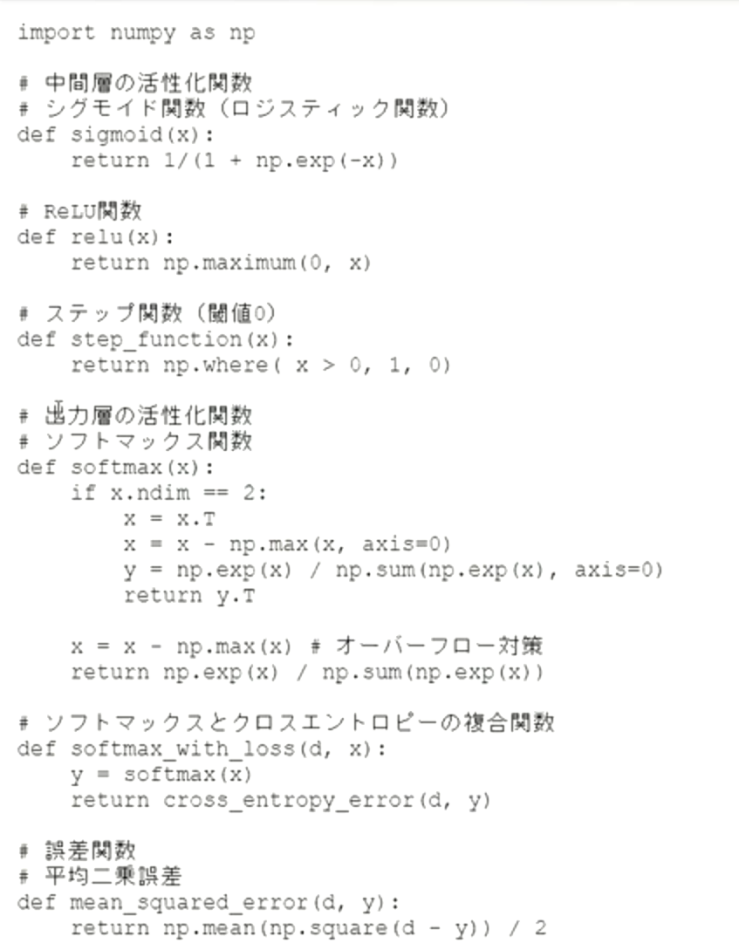 import numpy as np
# 中間層の活性化関数
# シグモイド関数（ロジスティック関数）
def sigmoid(x):
    return 1/(1 + np.exp(-x))
# ReLU関数
def relu(x):
    return np.maximum(0, x)
# ステップ関数（閾値0）
def step_function(x):
    return np.where( x > 0, 1, 0)
# 出力層の活性化関数
# ソフトマックス関数
def softmax(x):
    if x.ndim == 2:
        x = x.T
        x = x - np.max(x, axis=0)
        y = np.exp(x) / np.sum(np.exp(x), axis=0)
        return y.T
    x = x - np.max(x) # オーバーフロー対策
    return np.exp(x) / np.sum(np.exp(x))
# ソフトマックスとクロスエントロピーの複合関数
def softmax_with_loss(d, x):
    y = softmax(x)
    return cross_entropy_error(d, y)
# 誤差関数
# 平均二乗誤差
def mean_squared_error(d, y):
    return np.mean(np.square(d - y)) / 2